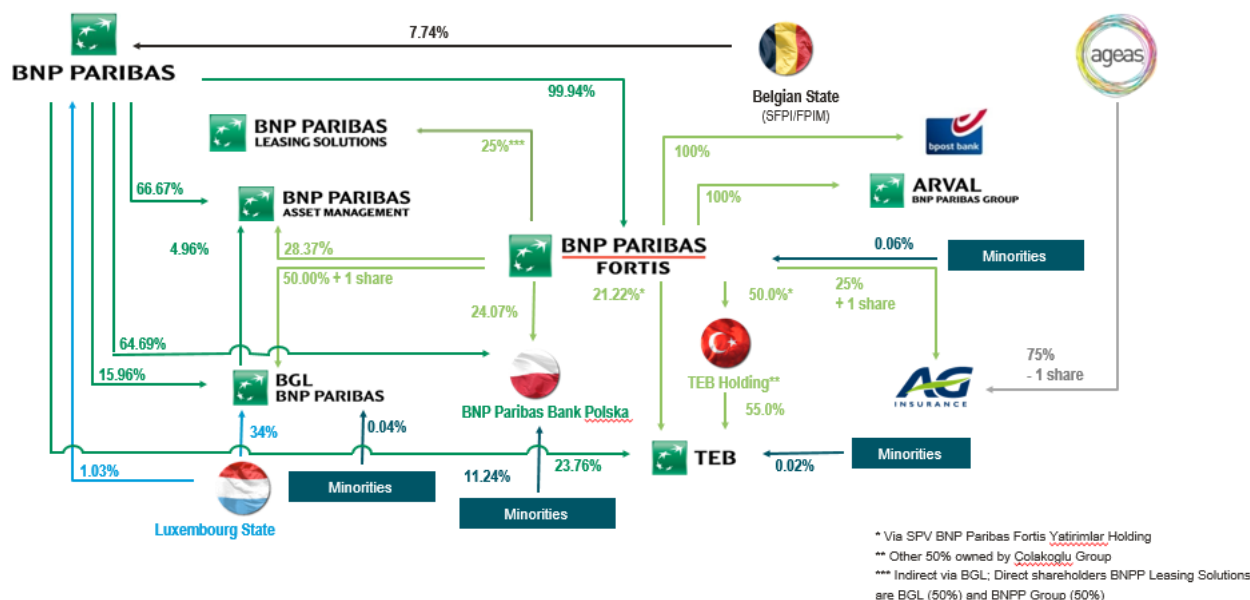 7.74%
BNP PARIBAS
ageas
99.94%
Belgian State
(SFPI/FPIM)
BNP PARIBAS
LEASING SOLUTIONS
25%***
100%
bpost bank
66.67%
BNP PARIBAS
ASSET MANAGEMENT
100%
ARVAL
BNP PARIBAS GROUP
4.96%
28.37%
50.00% + 1 share
BNP PARIBAS
FORTIS
0.06%
Minorities
24.07%
21.22%*
50.0%*
25%
+ 1 share
64.69%
15.96%
BGL
BNP PARIBAS
BNP Paribas Bank Polska
TEB Holding**
55.0%
AG
INSURANCE
75%
- 1 share
34%
0.04%
1.03%
Luxembourg State
Minorities
11.24%
23.76%
Minorities
TEB
0.02%
Minorities
* Via SPV BNP Paribas Fortis Yatirimlar Holding
** Other 50% owned by Colakoglu Group
*** Indirect via BGL; Direct shareholders BNPP Leasing Solutions
are BGL (50%) and BNPP Group (50%)